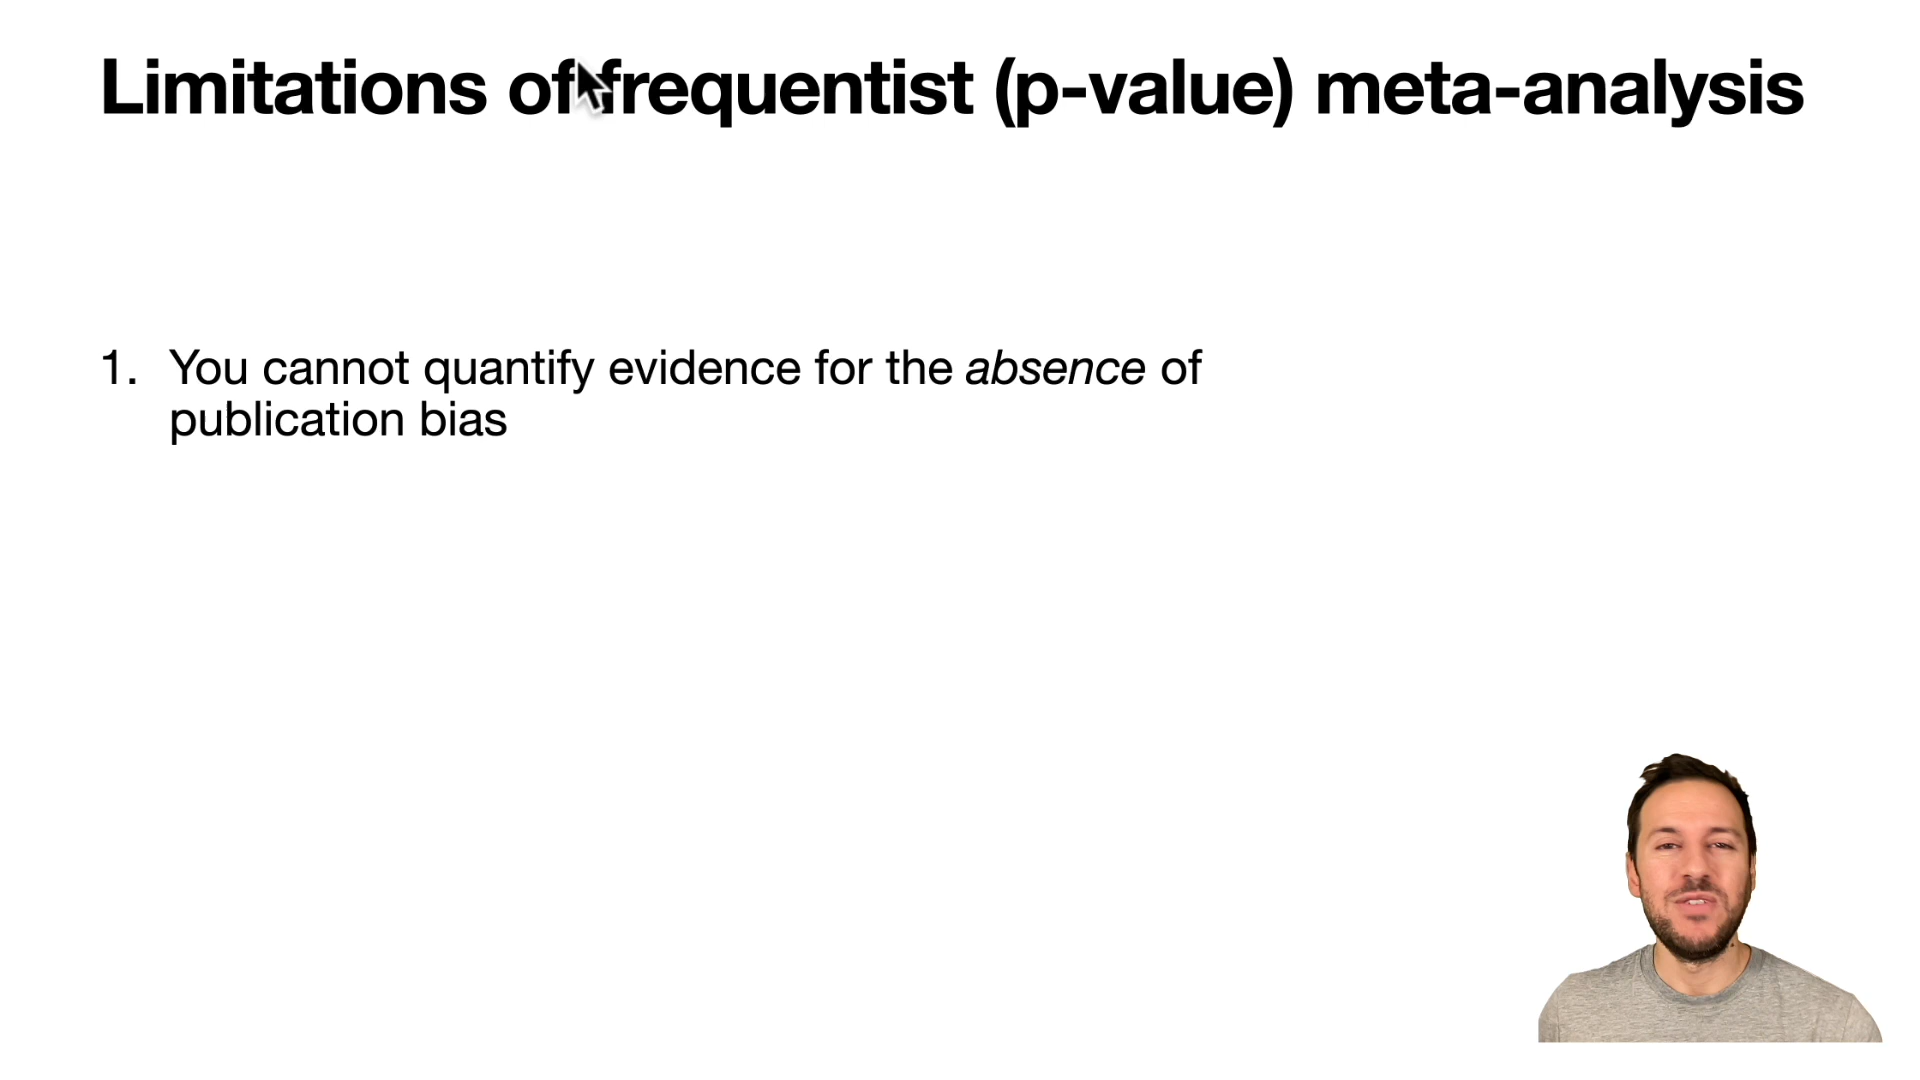 Limitations of frequentist (p-value) meta-analysis
1. You cannot quantify evidence for the absence of
publication bias